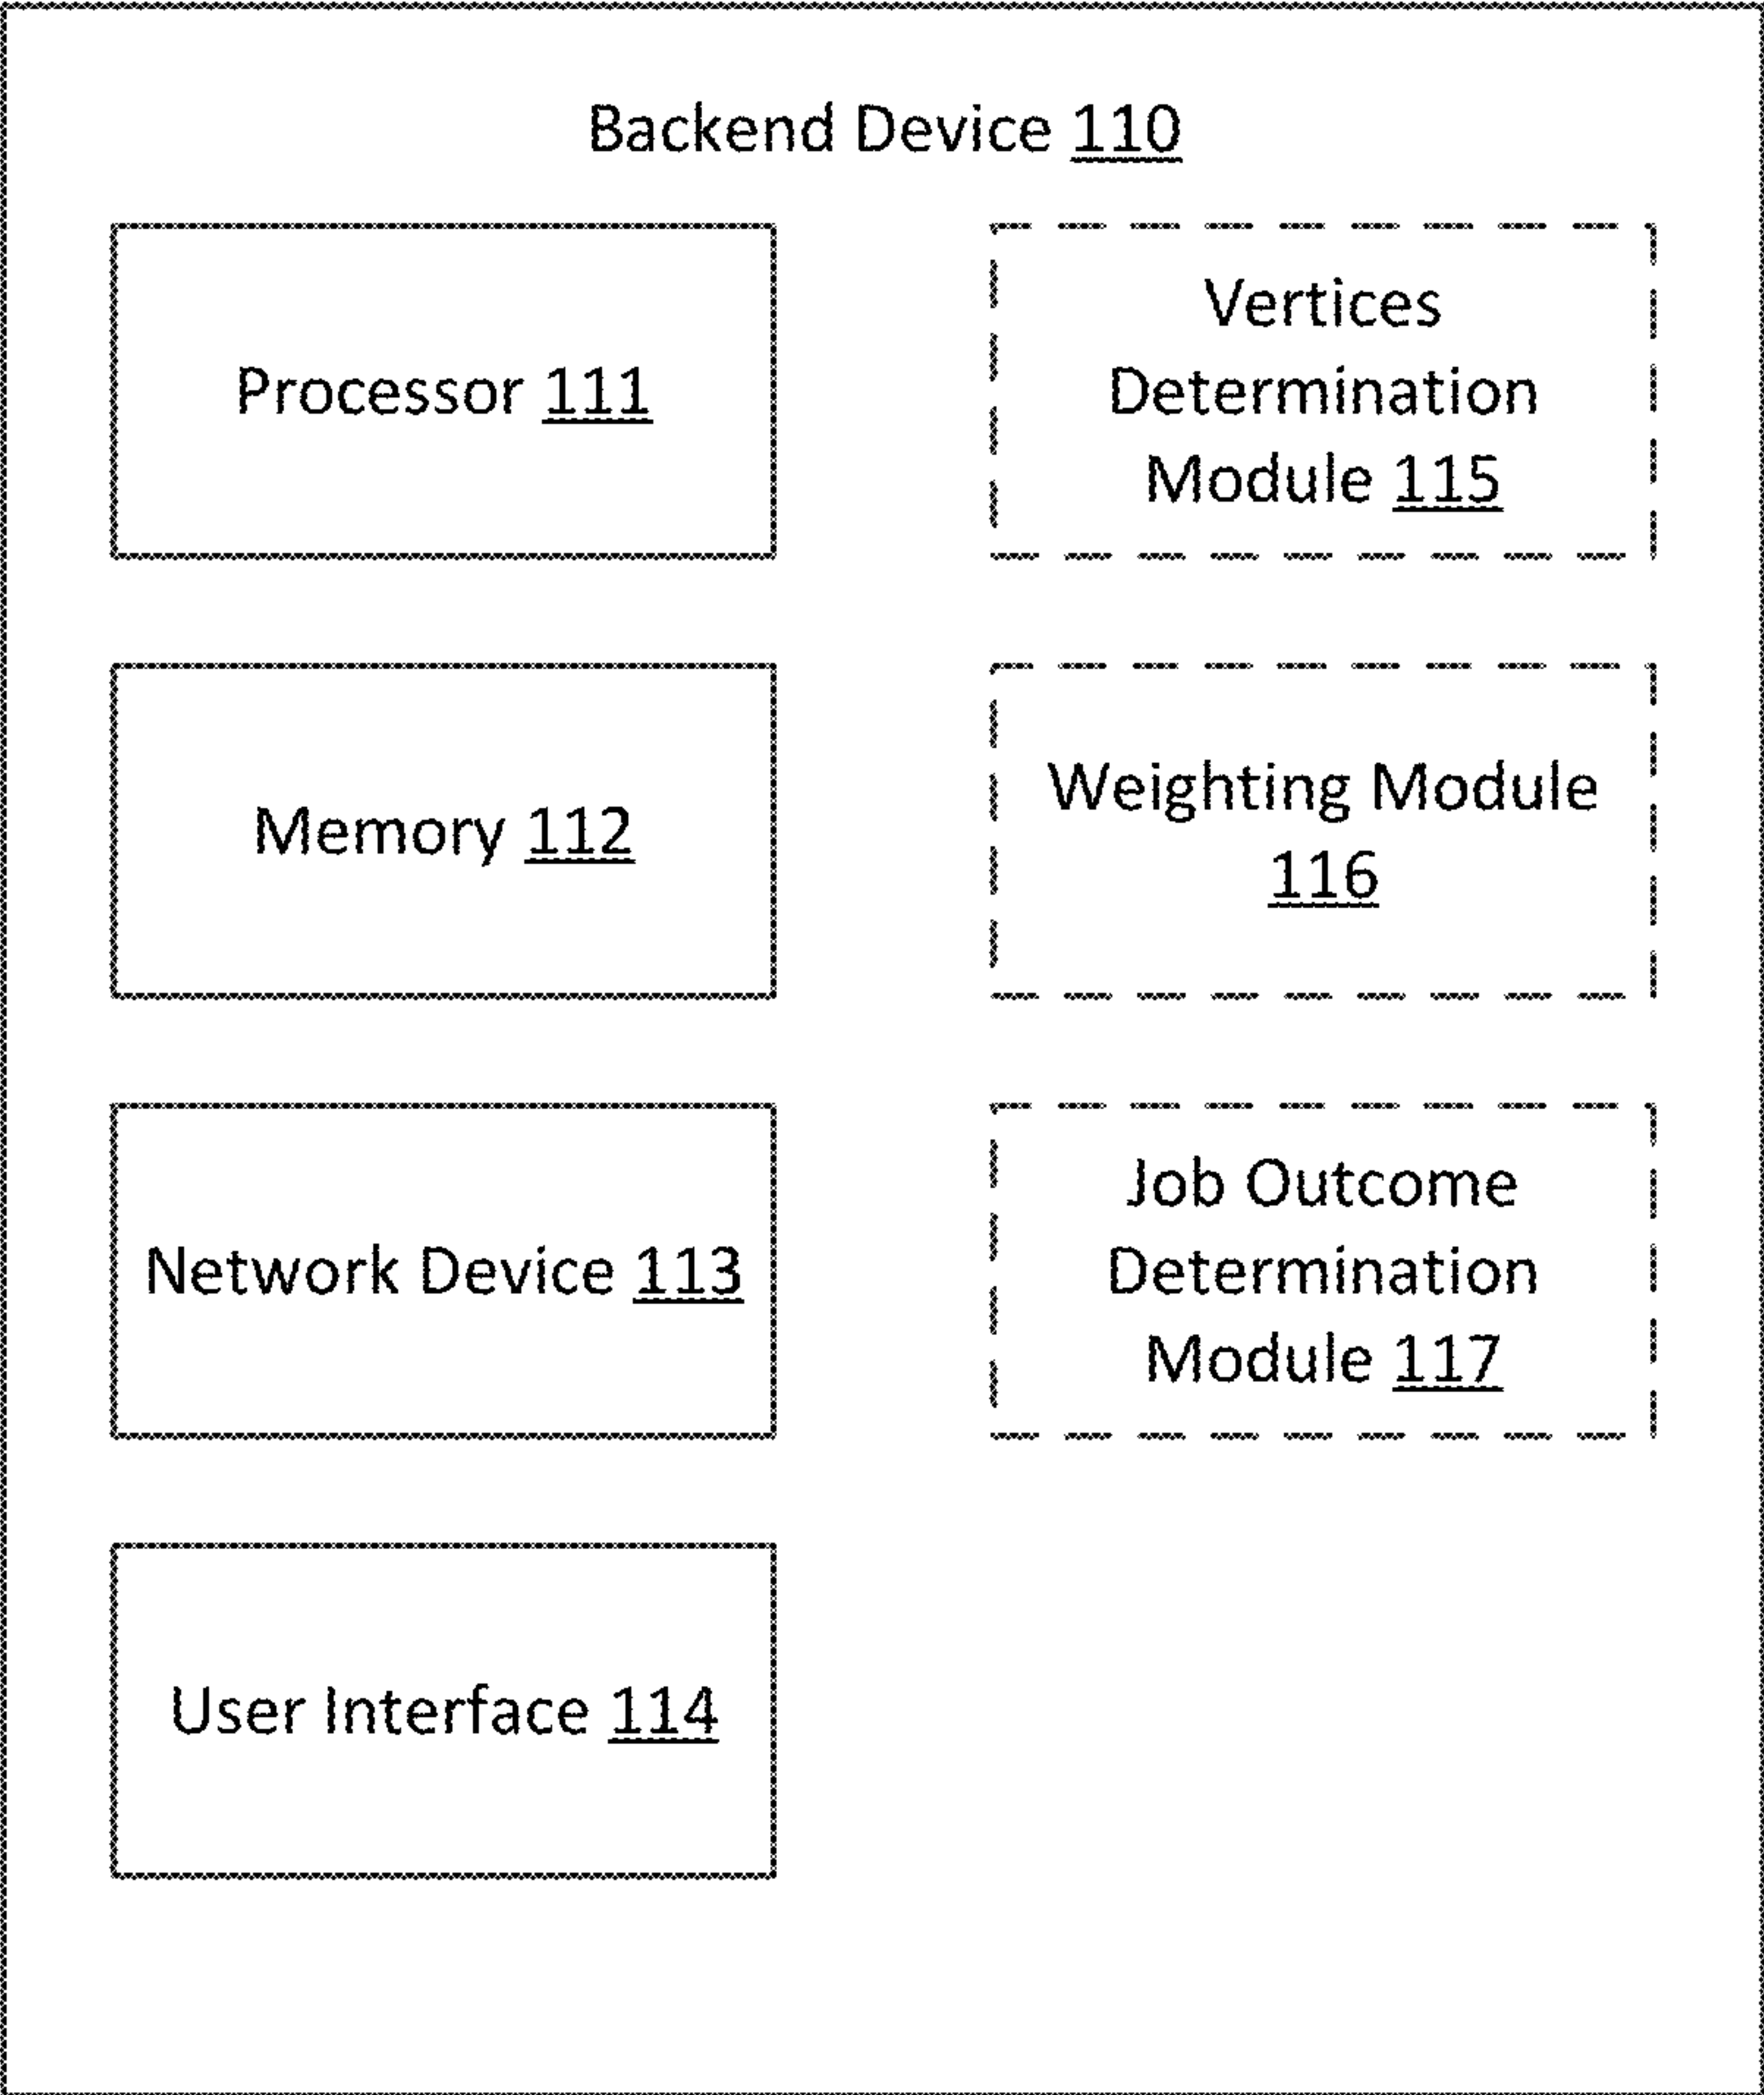 Backend Device 110
Processor 111
Vertices
Determination
Module 115
Memory 112
Weighting Module
116
Network Device 113
Job Outcome
Determination
Module 117
User Interface 114